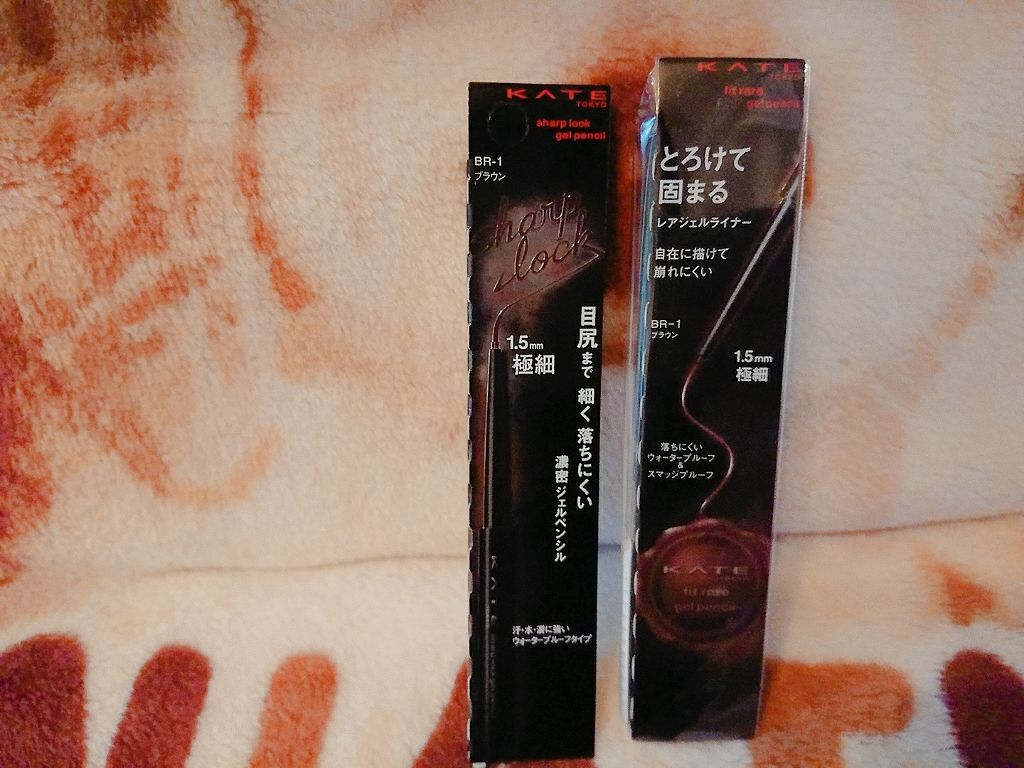 KATE
TOKYO
sharp lock
gel pencil
BR-1
ブラウン
sharp
lock
1.5mm
極細
目尻まで 細く 落ちにくい
濃密 ジェルペンシル
汗・水・涙に強い
ウォータープルーフタイプ
KATE
TOKYO
fit rare
gel pencil
とろけて
固まる
レアジェルライナー
自在に描けて
崩れにくい
BR-1
ブラウン
1.5mm
極細
落ちにくい
ウォータープルーフ
&
スマッジプルーフ
KATE
TOKYO
fit rare
gel pencil